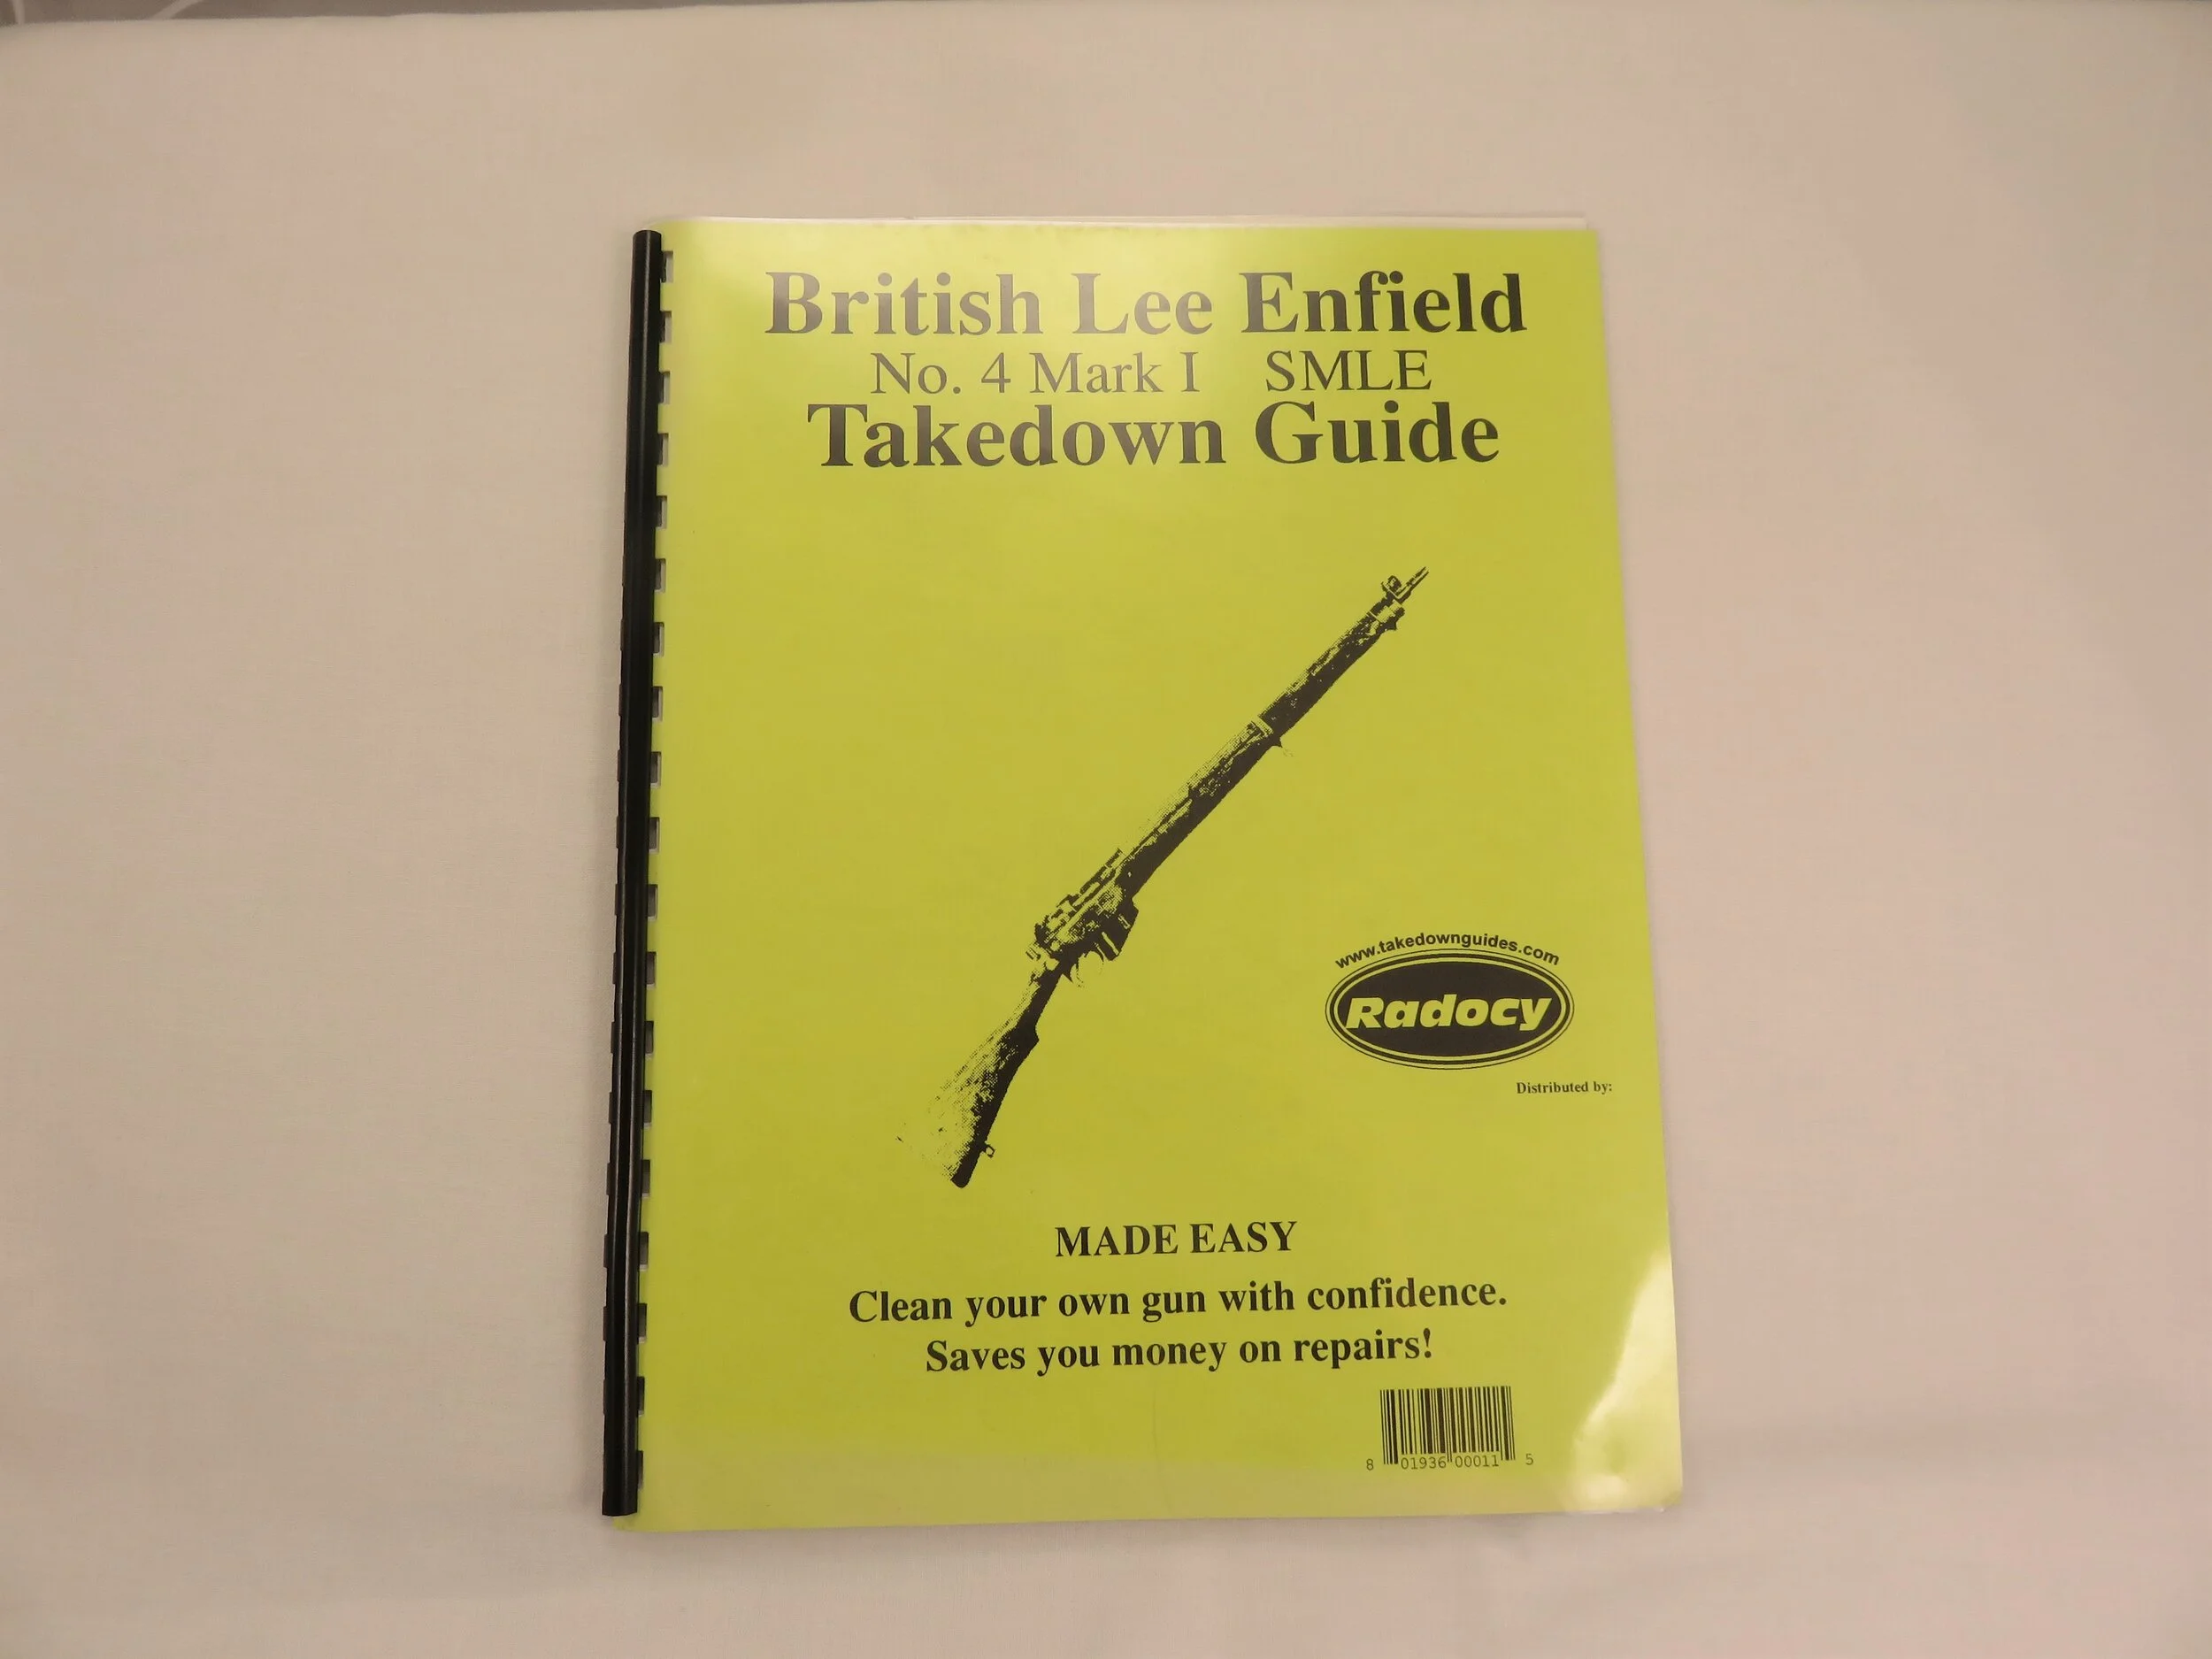 British Lee Enfield
No. 4 Mark I SMLE
Takedown Guide
www.takedownguides.com
Radocy
Distributed by:
MADE EASY
Clean your own gun with confidence.
Saves you money on repairs!
8 01936 00011 5